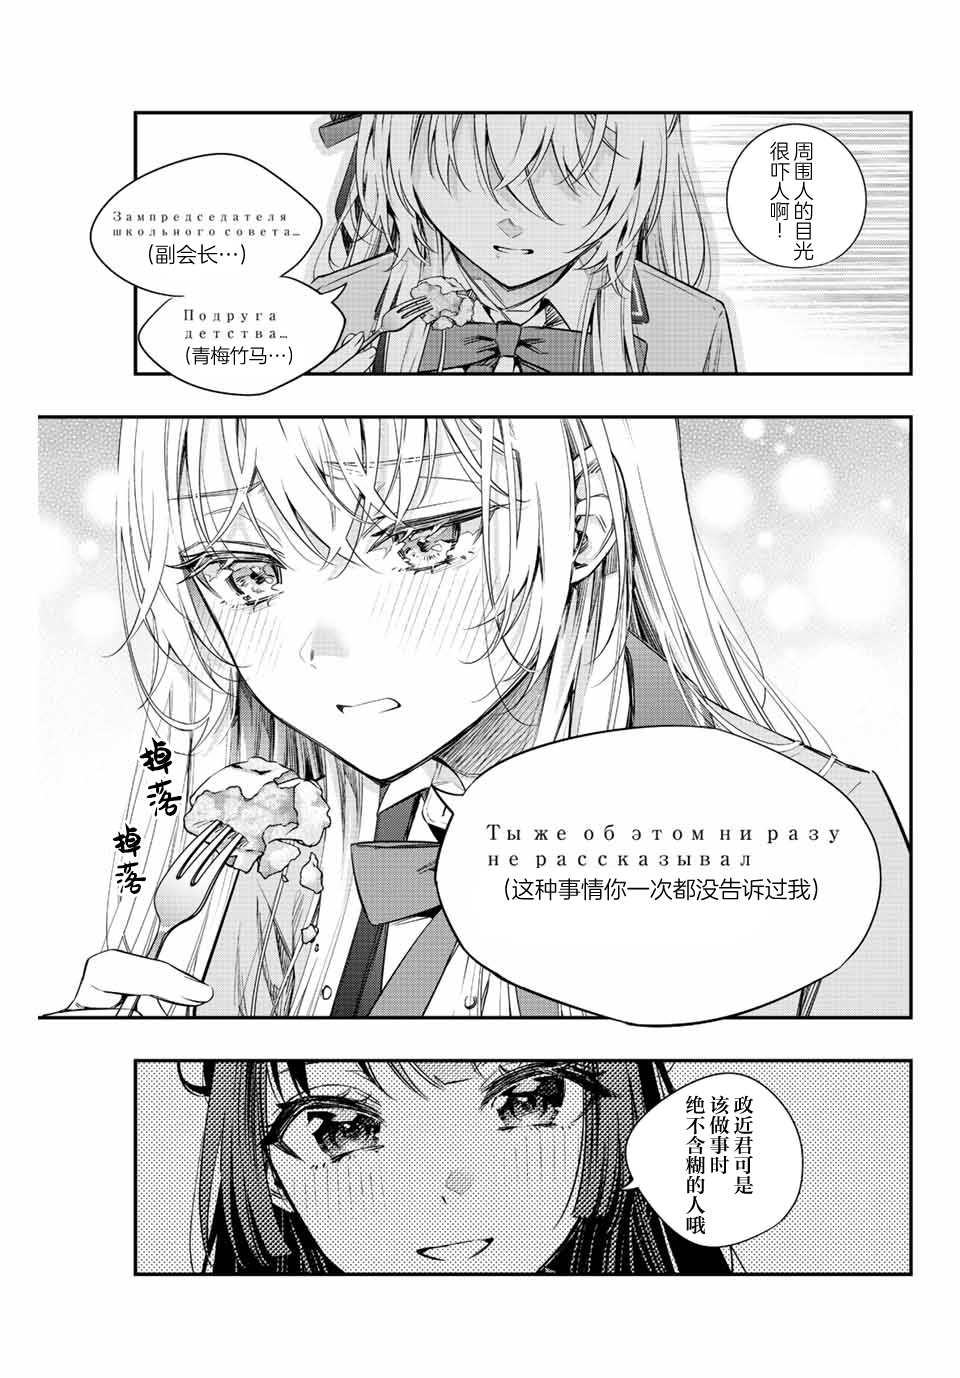 周围人的目光
很吓人啊！
Зампредседателя
школьного совета…
(副会长…)
Подруга
детства…
(青梅竹马…)
掉落
掉落
Ты же об этом ни разу
не рассказывал
(这种事情你一次都没告诉过我)
政近君可是
该做事时
绝不含糊的人哦